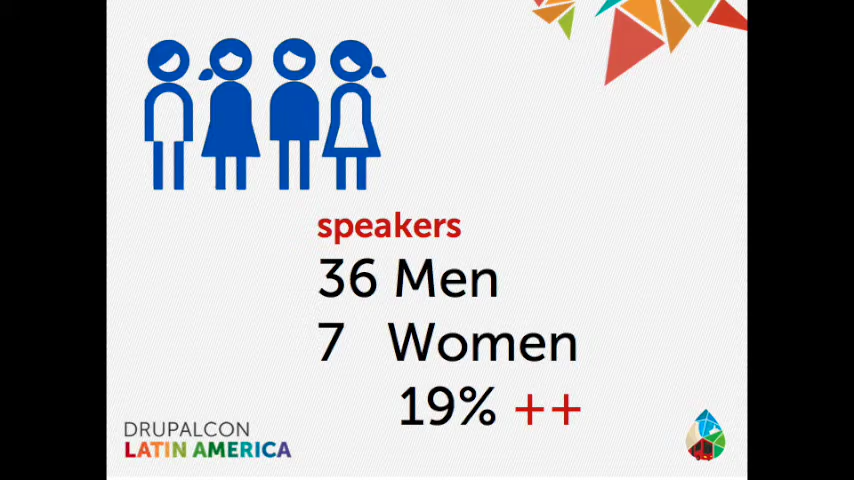 speakers
36 Men
7 Women
19% ++
DRUPALCON
LATIN AMERICA